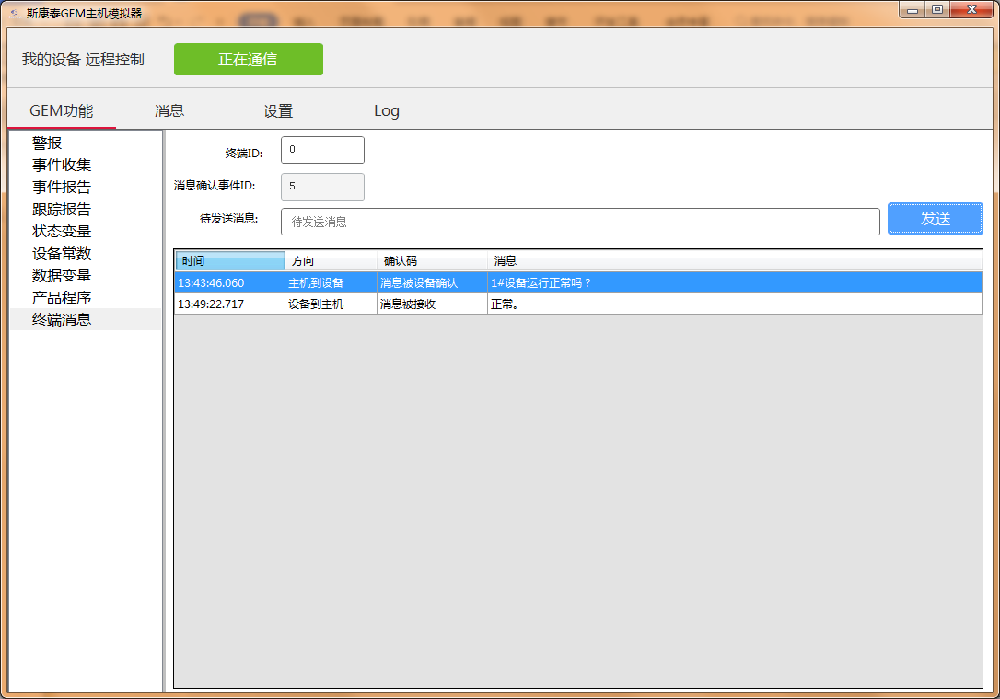 斯康泰GEM主机模拟器
我的设备 远程控制 正在通信
GEM功能 消息 设置 Log
警报
事件收集
事件报告
跟踪报告
状态变量
设备常数
数据变量
产品程序
终端消息
终端ID: 0
消息确认事件ID: 5
待发送消息: 待发送消息 发送
时间 方向 确认码 消息
13:43:46.060 主机到设备 消息被设备确认 1#设备运行正常吗？
13:49:22.717 设备到主机 消息被接收 正常。